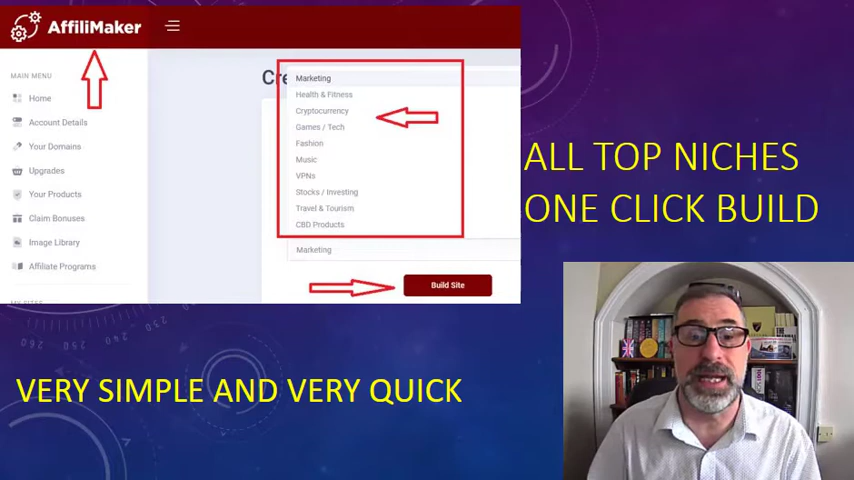 AffiliMaker
MAIN MENU
Home
Account Details
Your Domains
Upgrades
Your Products
Claim Bonuses
Image Library
Affiliate Programs
Cre
Marketing
Health & Fitness
Cryptocurrency
Games / Tech
Fashion
Music
VPNs
Stocks / Investing
Travel & Tourism
CBD Products
Marketing
Build Site
ALL TOP NICHES
ONE CLICK BUILD
VERY SIMPLE AND VERY QUICK